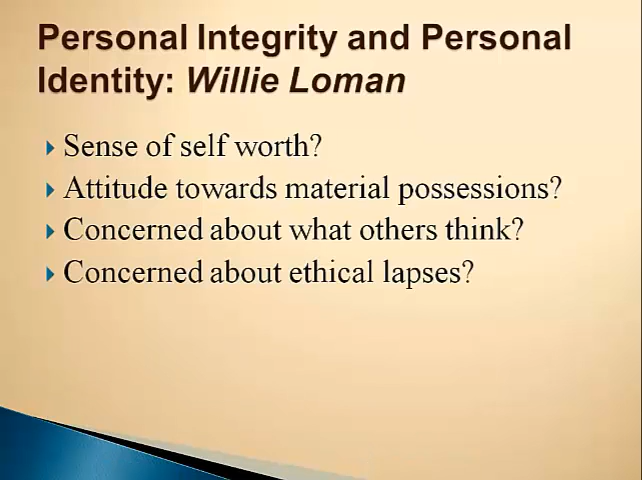 Personal Integrity and Personal
Identity: Willie Loman
Sense of self worth?
Attitude towards material possessions?
Concerned about what others think?
Concerned about ethical lapses?